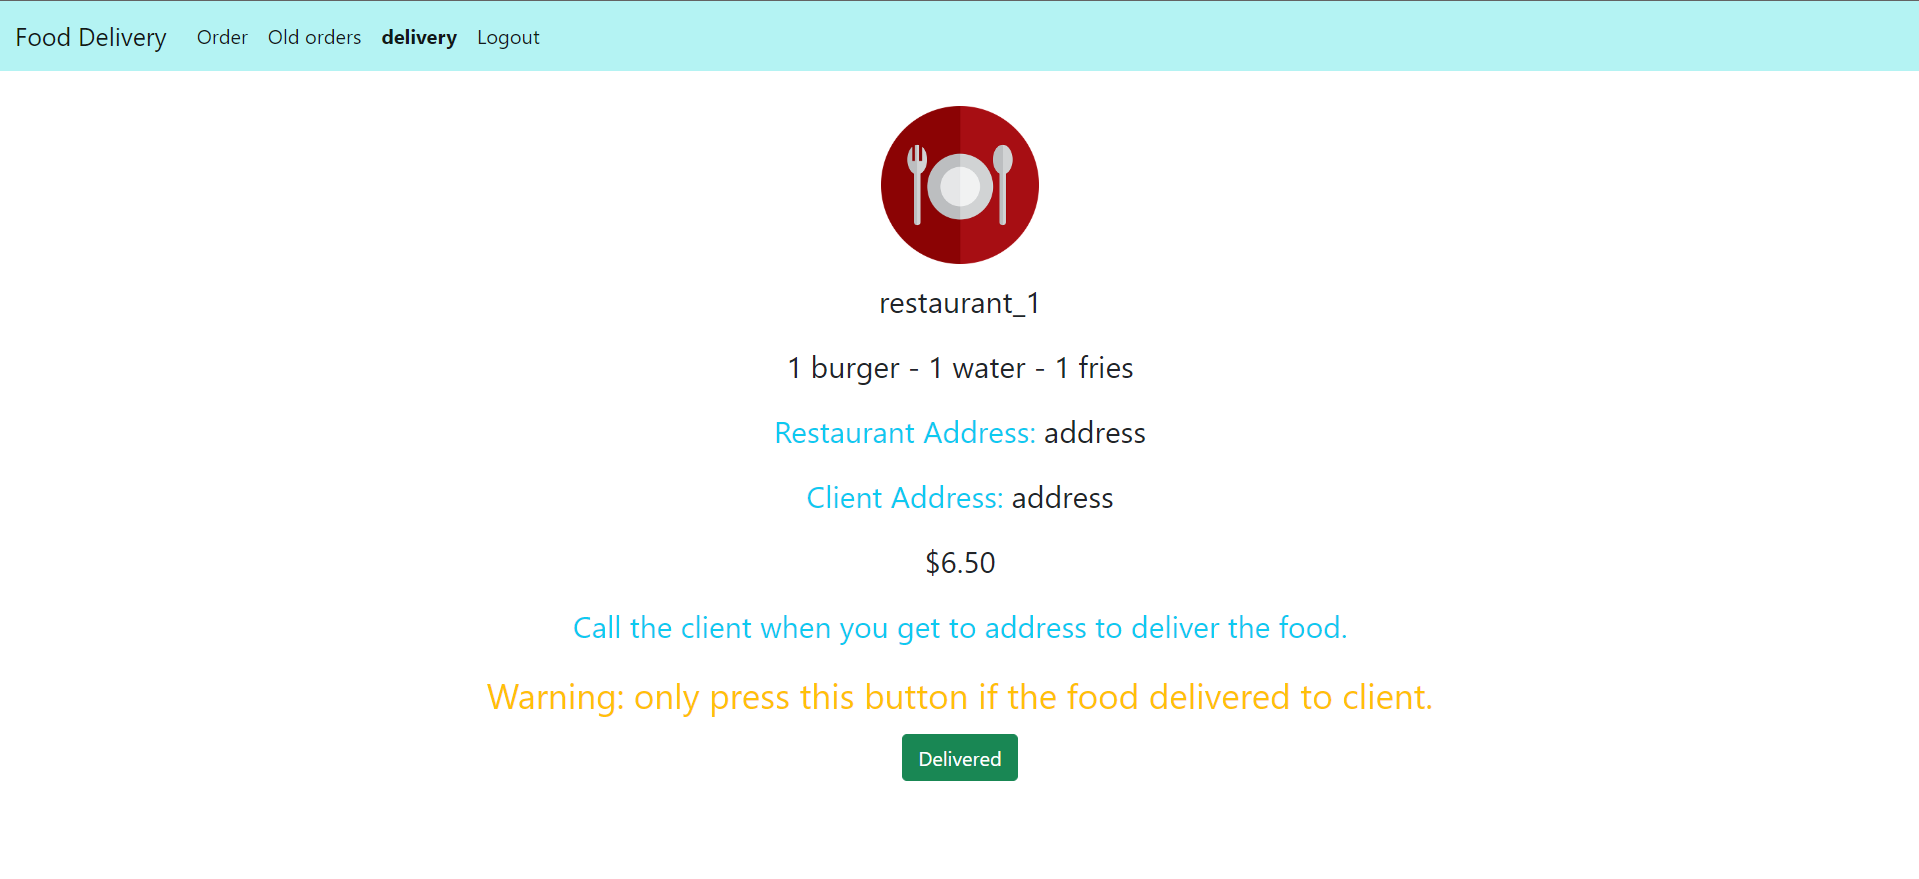 Food Delivery Order Old orders delivery Logout
restaurant_1
1 burger - 1 water - 1 fries
Restaurant Address: address
Client Address: address
$6.50
Call the client when you get to address to deliver the food.
Warning: only press this button if the food delivered to client.
Delivered